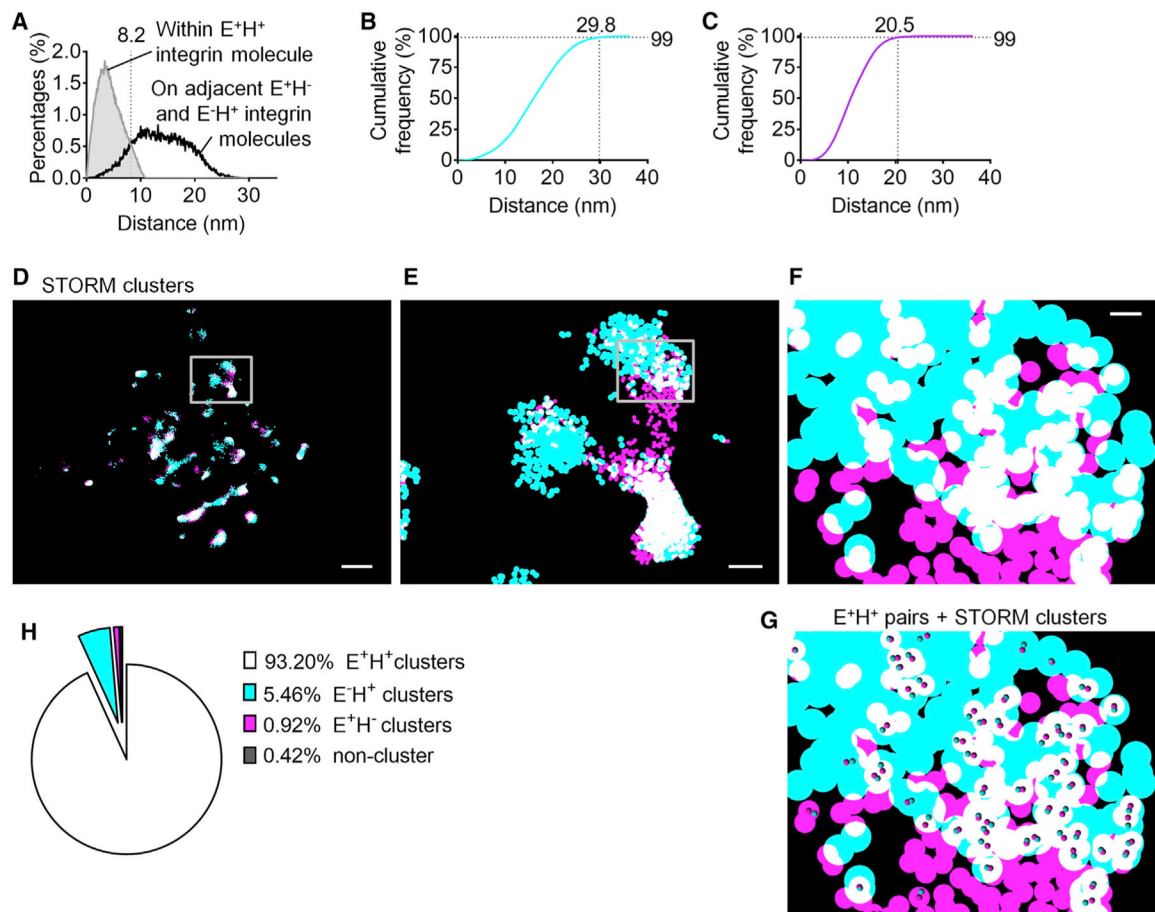 A
8.2
Within E⁺H⁺
integrin molecule
On adjacent E⁺H⁻
and E⁻H⁺ integrin
molecules
Percentages (%)
2.0
1.5
1.0
0.5
0.0
0 10 20 30
Distance (nm)
B
29.8
99
Cumulative
frequency (%)
100
75
50
25
0
0 10 20 30 40
Distance (nm)
C
20.5
99
Cumulative
frequency (%)
100
75
50
25
0
0 10 20 30 40
Distance (nm)
D STORM clusters
E
F
H
93.20% E⁺H⁺clusters
5.46% E⁻H⁺ clusters
0.92% E⁺H⁻ clusters
0.42% non-cluster
G E⁺H⁺ pairs + STORM clusters